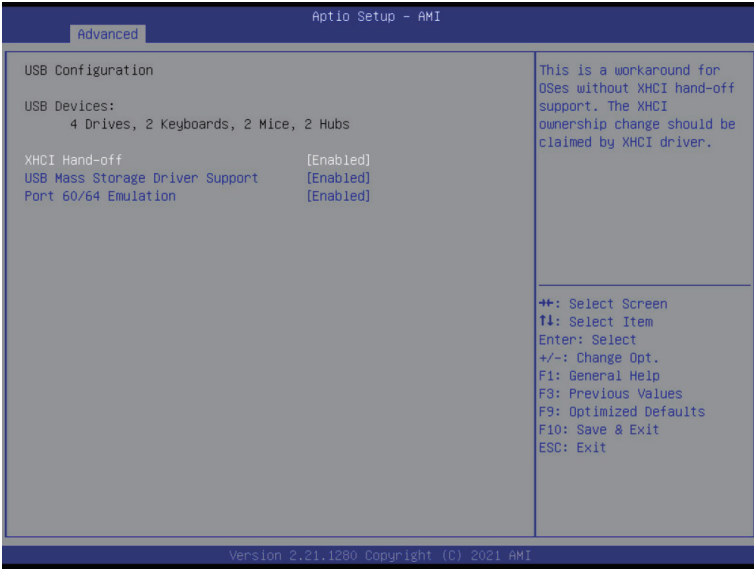 Aptio Setup - AMI
Advanced
USB Configuration
USB Devices:
4 Drives, 2 Keyboards, 2 Mice, 2 Hubs
XHCI Hand-off [Enabled]
USB Mass Storage Driver Support [Enabled]
Port 60/64 Emulation [Enabled]
This is a workaround for
OSes without XHCI hand-off
support. The XHCI
ownership change should be
claimed by XHCI driver.
→←: Select Screen
↑↓: Select Item
Enter: Select
+/-: Change Opt.
F1: General Help
F3: Previous Values
F9: Optimized Defaults
F10: Save & Exit
ESC: Exit
Version 2.21.1280 Copyright (C) 2021 AMI